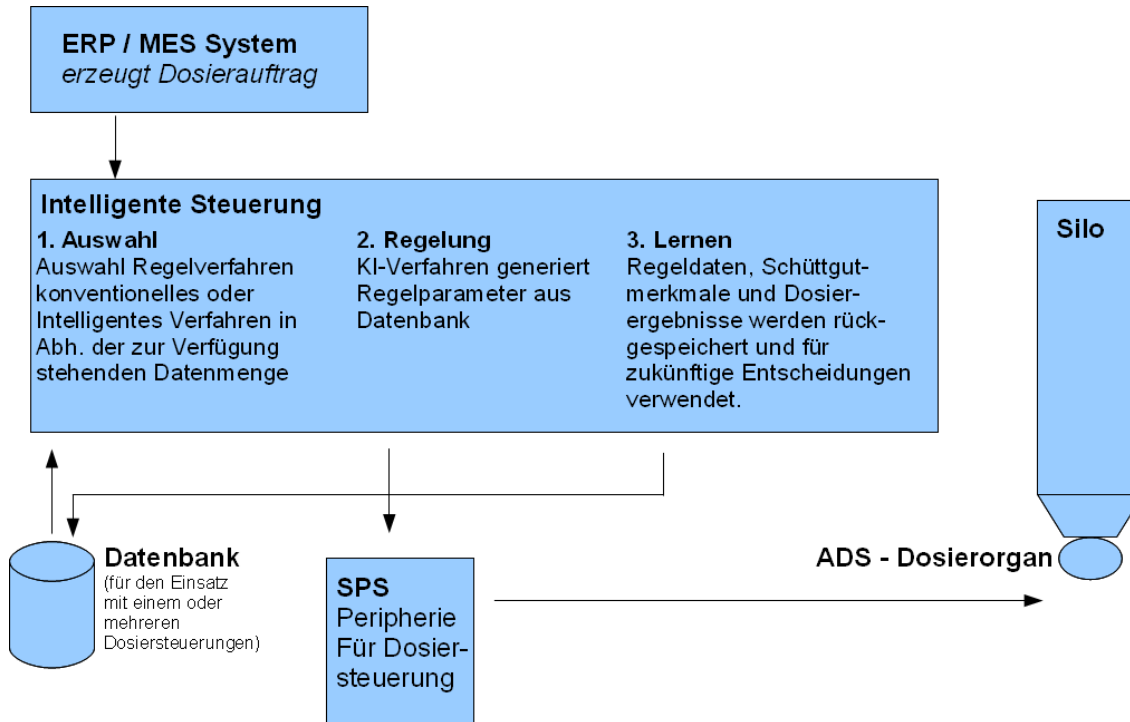 ERP / MES System
erzeugt Dosierauftrag
Intelligente Steuerung
1. Auswahl
Auswahl Regelverfahren
konventionelles oder
Intelligentes Verfahren in
Abh. der zur Verfügung
stehenden Datenmenge
2. Regelung
KI-Verfahren generiert
Regelparameter aus
Datenbank
3. Lernen
Regeldaten, Schüttgut-
merkmale und Dosier-
ergebnisse werden rück-
gespeichert und für
zukünftige Entscheidungen
verwendet.
Silo
Datenbank
(für den Einsatz
mit einem oder
mehreren
Dosiersteuerungen)
SPS
Peripherie
Für Dosier-
steuerung
ADS - Dosierorgan